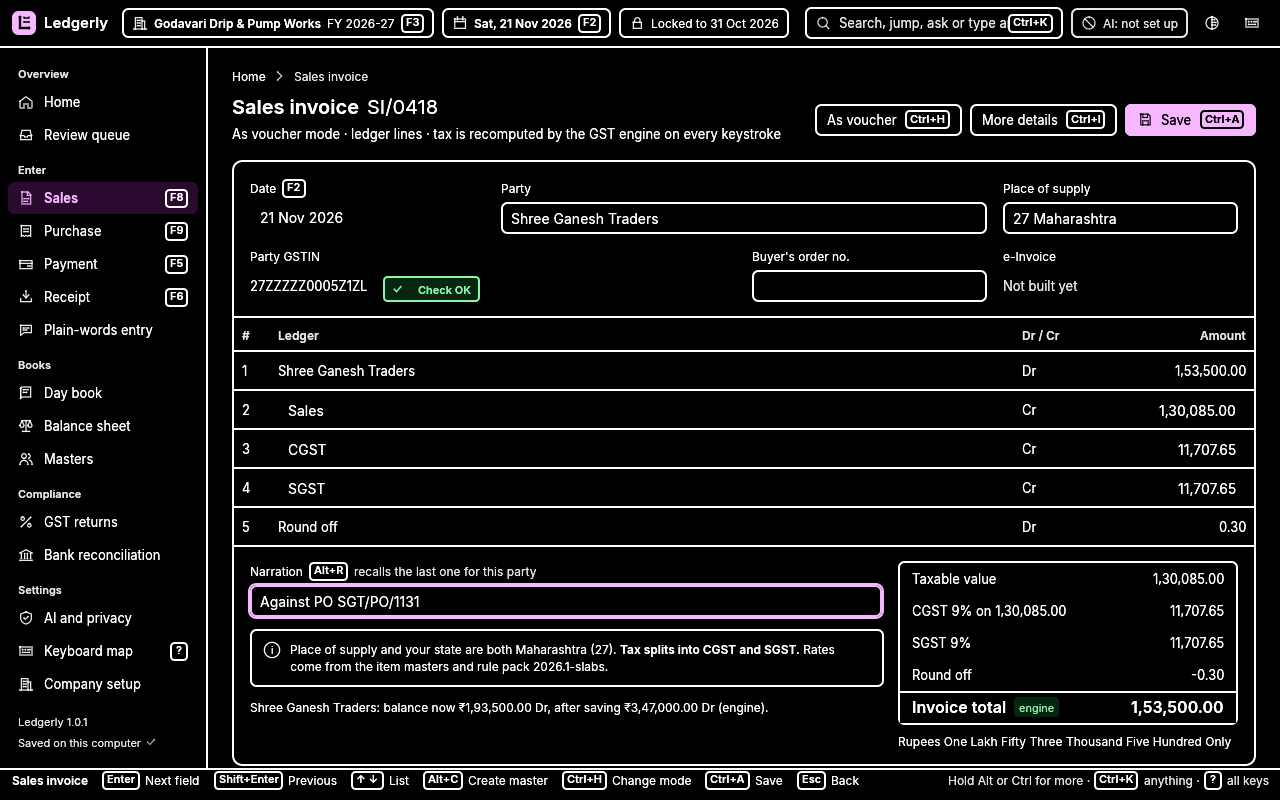 Ledgerly
Godavari Drip & Pump Works FY 2026-27 F3
Sat, 21 Nov 2026 F2
Locked to 31 Oct 2026
Search, jump, ask or type a Ctrl+K
AI: not set up
Overview
Home
Review queue
Enter
Sales F8
Purchase F9
Payment F5
Receipt F6
Plain-words entry
Books
Day book
Balance sheet
Masters
Compliance
GST returns
Bank reconciliation
Settings
AI and privacy
Keyboard map ?
Company setup
Ledgerly 1.0.1
Saved on this computer
Home > Sales invoice
Sales invoice SI/0418
As voucher mode · ledger lines · tax is recomputed by the GST engine on every keystroke
As voucher Ctrl+H
More details Ctrl+I
Save Ctrl+A
Date F2 Party Place of supply
21 Nov 2026 Shree Ganesh Traders 27 Maharashtra
Party GSTIN Buyer's order no. e-Invoice
27ZZZZZ0005Z1ZL Check OK Not built yet
# Ledger Dr / Cr Amount
1 Shree Ganesh Traders Dr 1,53,500.00
2 Sales Cr 1,30,085.00
3 CGST Cr 11,707.65
4 SGST Cr 11,707.65
5 Round off Dr 0.30
Narration Alt+R recalls the last one for this party
Against PO SGT/PO/1131
Place of supply and your state are both Maharashtra (27). Tax splits into CGST and SGST. Rates
come from the item masters and rule pack 2026.1-slabs.
Shree Ganesh Traders: balance now ₹1,93,500.00 Dr, after saving ₹3,47,000.00 Dr (engine).
Taxable value 1,30,085.00
CGST 9% on 1,30,085.00 11,707.65
SGST 9% 11,707.65
Round off -0.30
Invoice total engine 1,53,500.00
Rupees One Lakh Fifty Three Thousand Five Hundred Only
Sales invoice Enter Next field Shift+Enter Previous ↑ ↓ List Alt+C Create master Ctrl+H Change mode Ctrl+A Save Esc Back Hold Alt or Ctrl for more · Ctrl+K anything · ? all keys